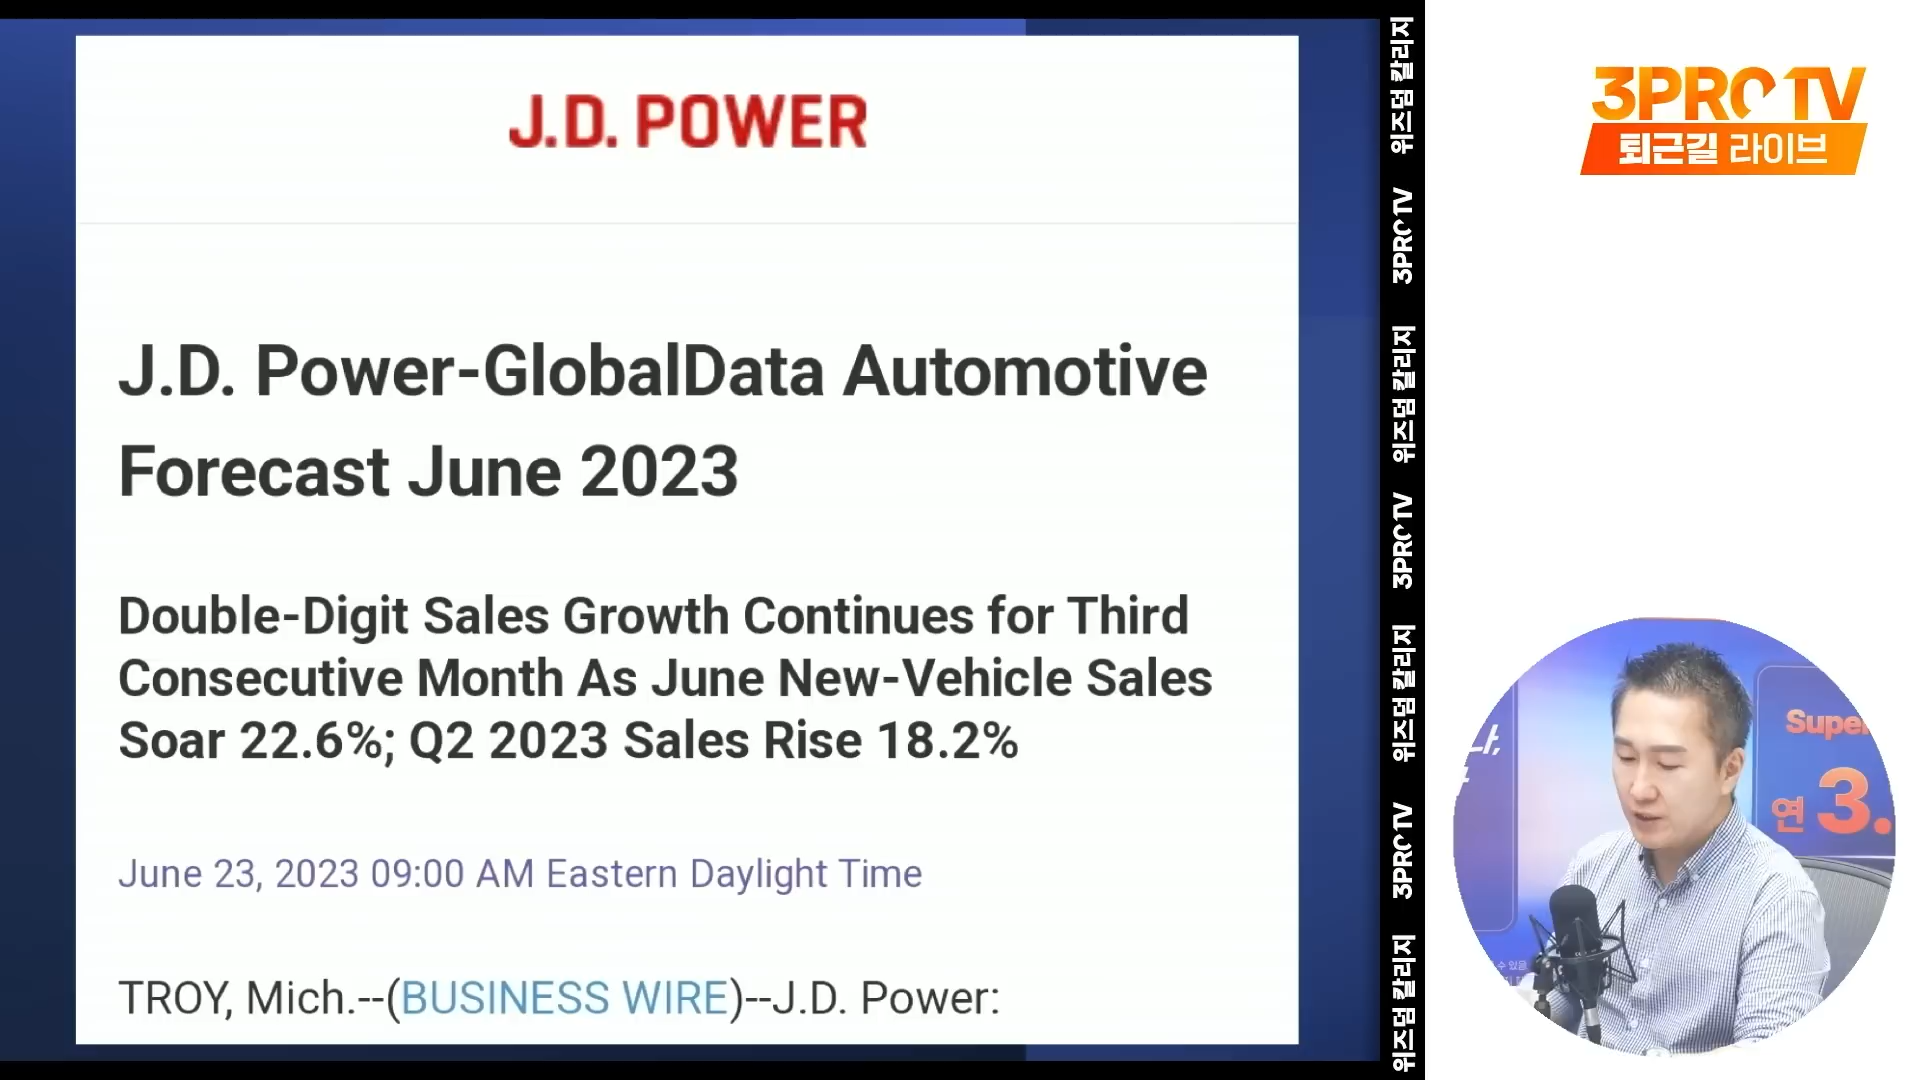 J.D. POWER
J.D. Power-GlobalData Automotive
Forecast June 2023
Double-Digit Sales Growth Continues for Third
Consecutive Month As June New-Vehicle Sales
Soar 22.6%; Q2 2023 Sales Rise 18.2%
June 23, 2023 09:00 AM Eastern Daylight Time
TROY, Mich.--(BUSINESS WIRE)--J.D. Power:
위즈덤 칼리지
3PROTV
위즈덤 칼리지
3PROTV
위즈덤 칼리지
3PROTV
위즈덤 칼리지
3PROTV
퇴근길 라이브
Super
연 3.